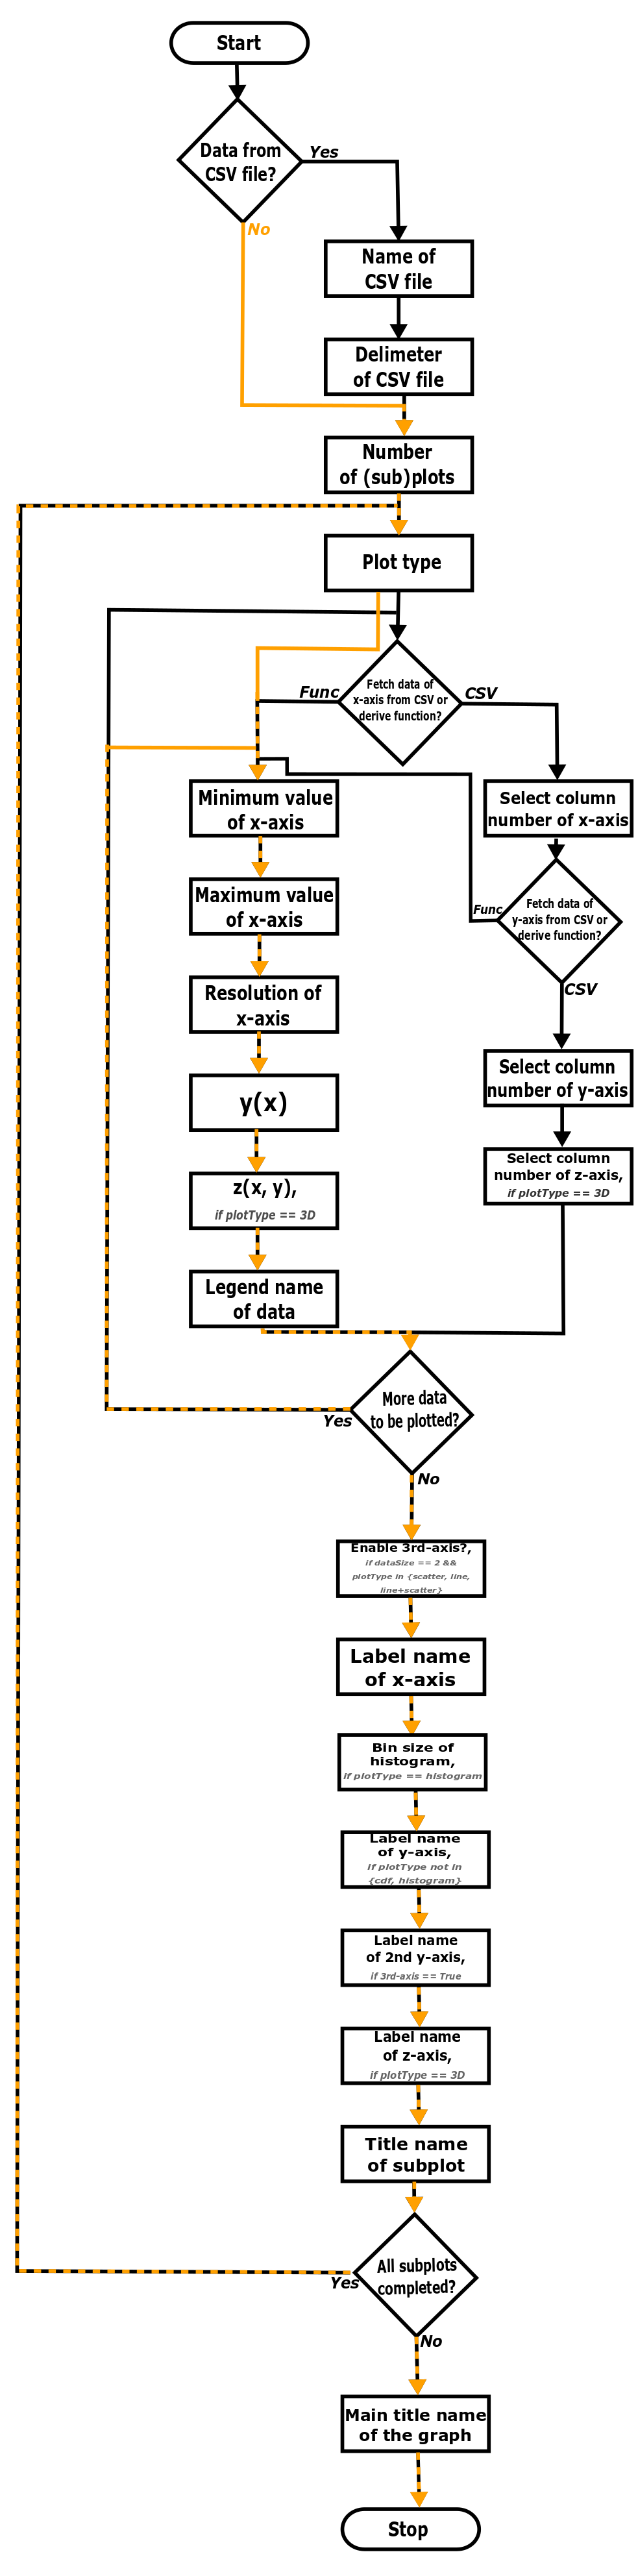 Start
Data from
CSV file?
Yes
No
Name of
CSV file
Delimeter
of CSV file
Number
of (sub)plots
Plot type
Fetch data of
x-axis from CSV or
derive function?
Func
CSV
Minimum value
of x-axis
Select column
number of x-axis
Maximum value
of x-axis
Fetch data of
y-axis from CSV or
derive function?
Func
CSV
Resolution of
x-axis
Select column
number of y-axis
y(x)
Select column
number of z-axis,
if plotType == 3D
z(x, y),
if plotType == 3D
Legend name
of data
More data
to be plotted?
Yes
No
Enable 3rd-axis?,
if dataSize == 2 &&
plotType in {scatter, line,
line+scatter}
Label name
of x-axis
Bin size of
histogram,
if plotType == histogram
Label name
of y-axis,
if plotType not in
{cdf, histogram}
Label name
of 2nd y-axis,
if 3rd-axis == True
Label name
of z-axis,
if plotType == 3D
Title name
of subplot
All subplots
completed?
Yes
No
Main title name
of the graph
Stop